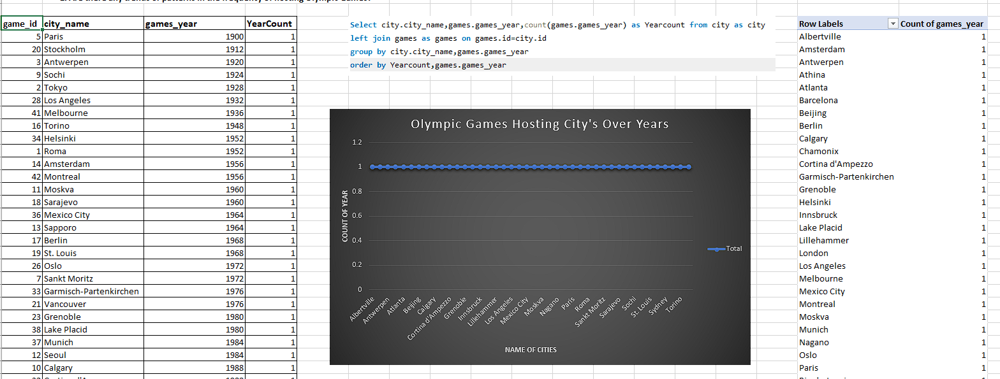 game_id city_name games_year YearCount
5 Paris 1900 1
20 Stockholm 1912 1
3 Antwerpen 1920 1
9 Sochi 1924 1
2 Tokyo 1928 1
28 Los Angeles 1932 1
41 Melbourne 1936 1
16 Torino 1948 1
34 Helsinki 1952 1
1 Roma 1952 1
14 Amsterdam 1956 1
42 Montreal 1956 1
11 Moskva 1960 1
18 Sarajevo 1960 1
36 Mexico City 1964 1
13 Sapporo 1964 1
17 Berlin 1968 1
19 St. Louis 1968 1
26 Oslo 1972 1
7 Sankt Moritz 1972 1
33 Garmisch-Partenkirchen 1976 1
21 Vancouver 1976 1
23 Grenoble 1980 1
38 Lake Placid 1980 1
37 Munich 1984 1
12 Seoul 1984 1
10 Calgary 1988 1
Select city.city_name,games.games_year,count(games.games_year) as Yearcount from city as city
left join games as games on games.id=city.id
group by city.city_name,games.games_year
order by Yearcount,games.games_year
Olympic Games Hosting City's Over Years
COUNT OF YEAR
1.2
1
0.8
0.6
0.4
0.2
0
Albertville
Antwerpen
Atlanta
Beijing
Calgary
Cortina d'Ampezzo
Grenoble
Innsbruck
Lillehammer
Los Angeles
Mexico City
Moskva
Nagano
Paris
Roma
Sankt Moritz
Sarajevo
Sochi
St. Louis
Sydney
Torino
NAME OF CITIES
Total
Row Labels Count of games_year
Albertville 1
Amsterdam 1
Antwerpen 1
Athina 1
Atlanta 1
Barcelona 1
Beijing 1
Berlin 1
Calgary 1
Chamonix 1
Cortina d'Ampezzo 1
Garmisch-Partenkirchen 1
Grenoble 1
Helsinki 1
Innsbruck 1
Lake Placid 1
Lillehammer 1
London 1
Los Angeles 1
Melbourne 1
Mexico City 1
Montreal 1
Moskva 1
Munich 1
Nagano 1
Oslo 1
Paris 1